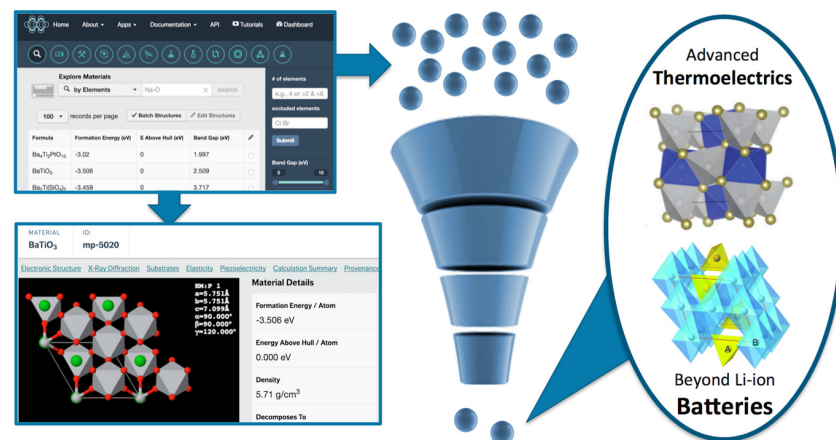 Home About Apps Documentation API Tutorials Dashboard
Explore Materials
by Elements Na-O × search
100 records per page Batch Structures Edit Structures
Formula Formation Energy (eV) E Above Hull (eV) Band Gap (eV)
-3.02 0 1.997
BaTiO₃ -3.506 0 2.509
-3.459 0 3.717
# of elements
e.g., 4 or >2 & <6
excluded elements
Cl Br
Submit
Band Gap (eV)
0 10
MATERIAL ID:
BaTiO₃ mp-5020
Electronic Structure X-Ray Diffraction Substrates Elasticity Piezoelectricity Calculation Summary Provenance
HM:P 1
a=5.751Å
b=5.751Å
c=7.099Å
α=90.000°
β=90.000°
γ=120.000°
Material Details
Formation Energy / Atom
-3.506 eV
Energy Above Hull / Atom
0.000 eV
Density
5.71 g/cm³
Decomposes To
Advanced
Thermoelectrics
A B
Beyond Li-ion
Batteries